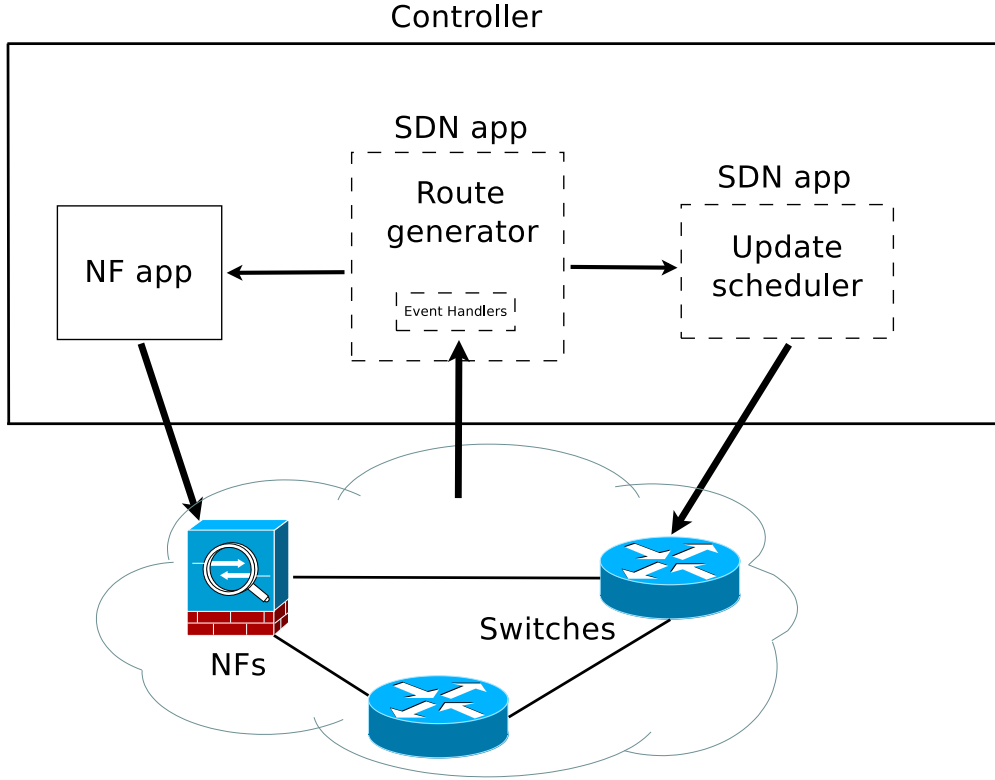 Controller
SDN app
Route
generator
Event Handlers
SDN app
Update
scheduler
NF app
Switches
NFs